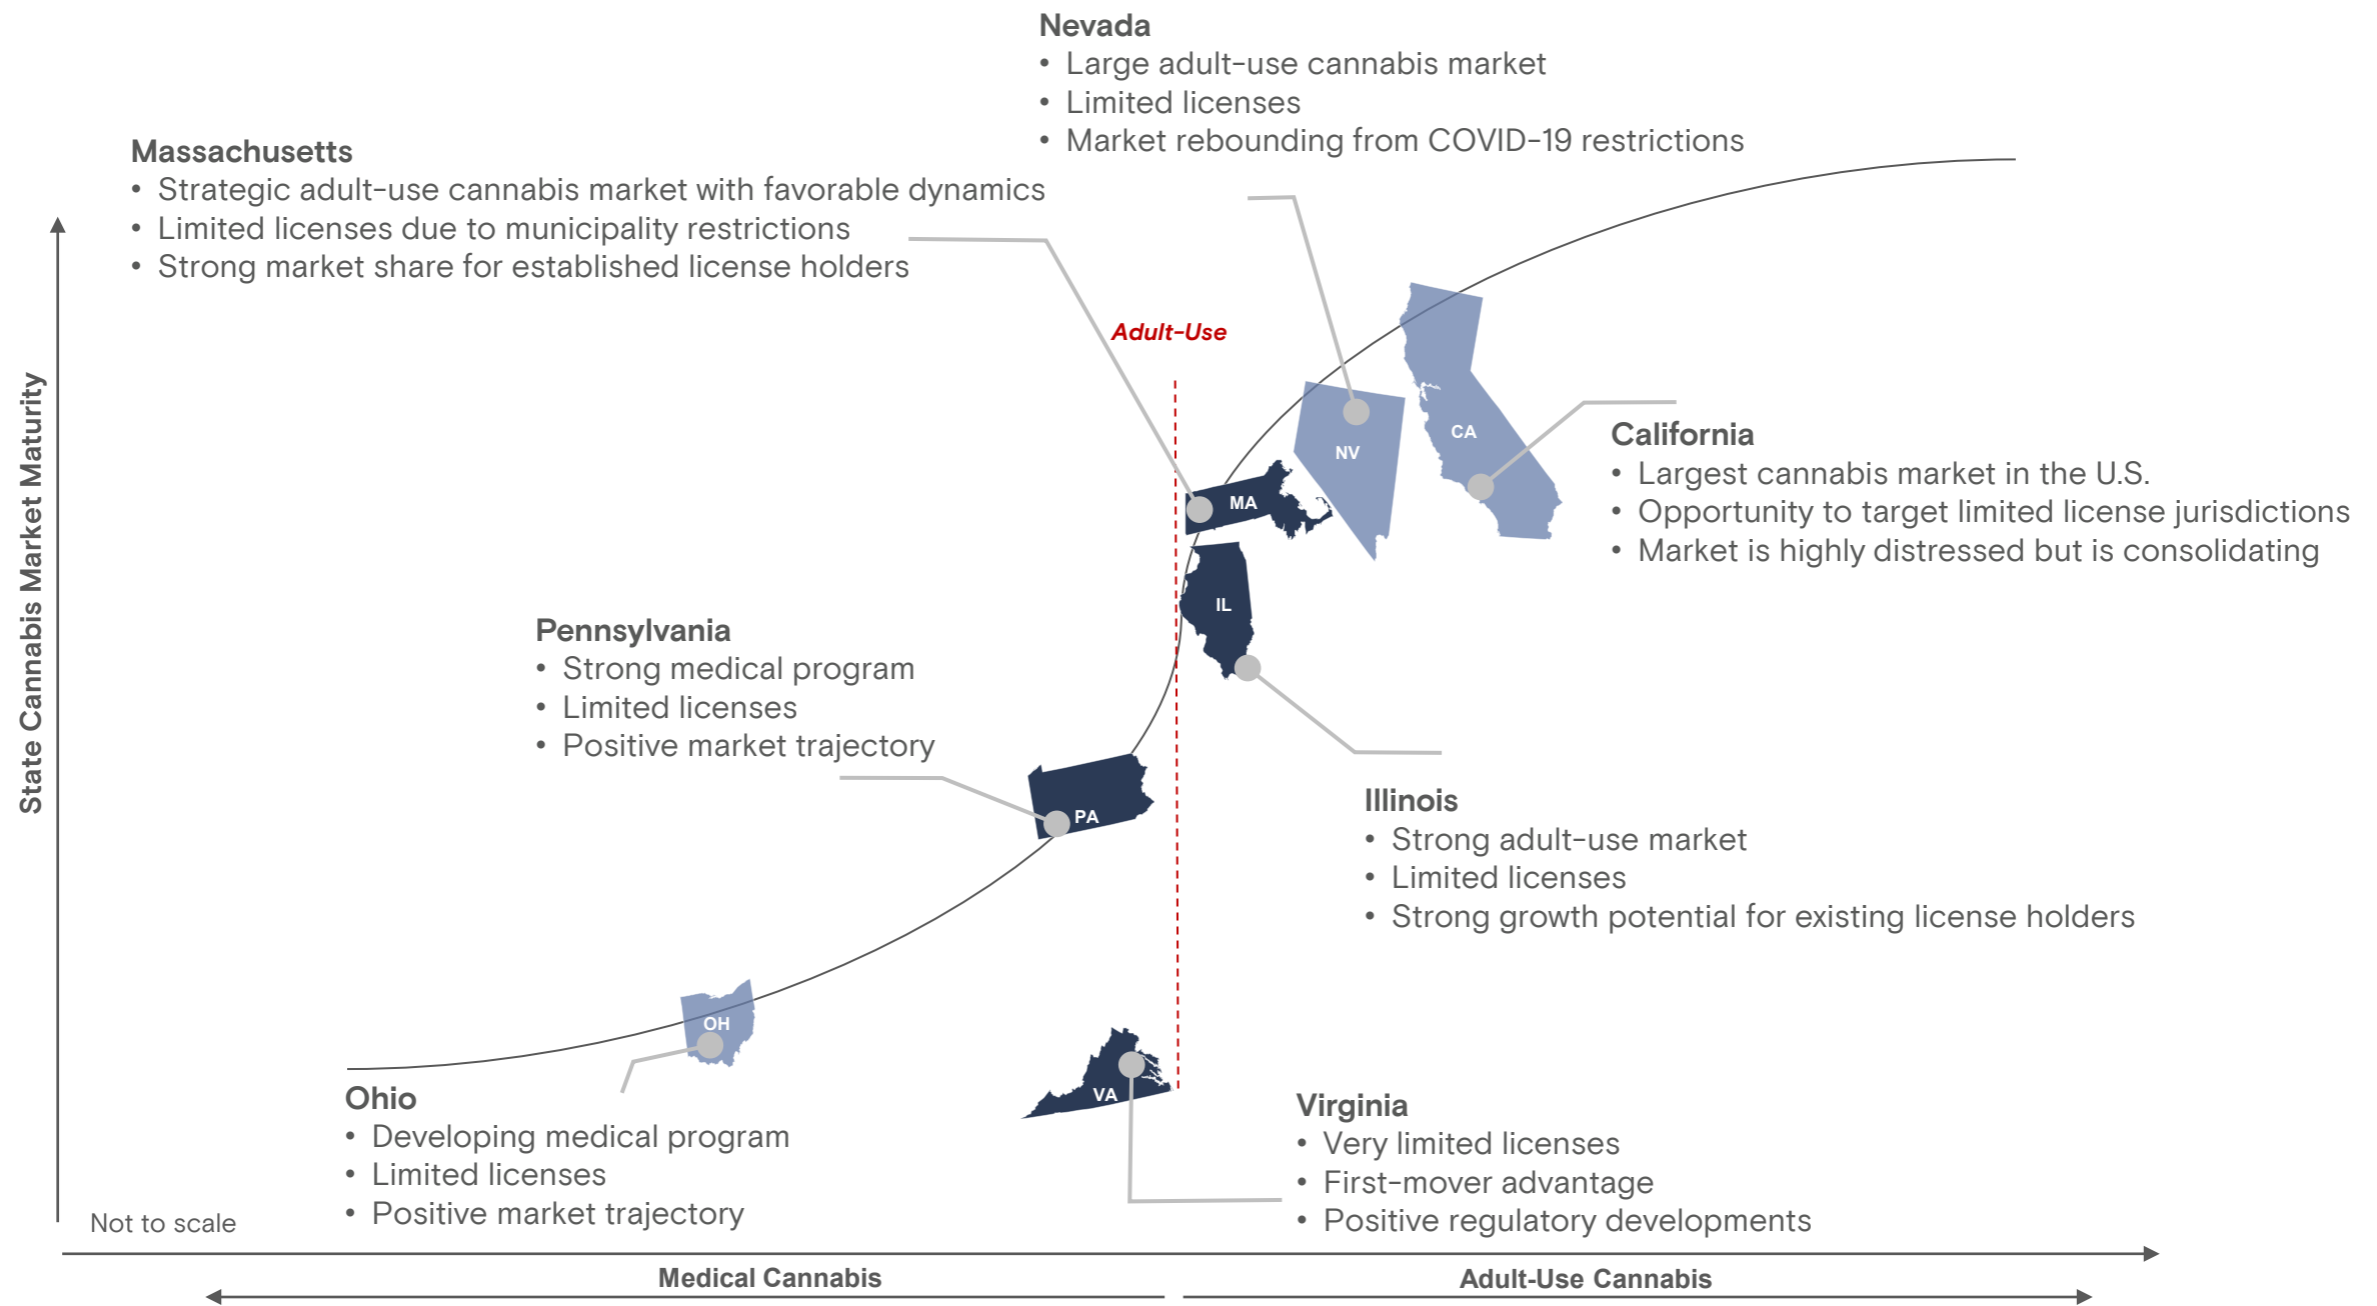 Nevada
• Large adult-use cannabis market
• Limited licenses
• Market rebounding from COVID-19 restrictions
Massachusetts
• Strategic adult-use cannabis market with favorable dynamics
• Limited licenses due to municipality restrictions
• Strong market share for established license holders
Adult-Use
State Cannabis Market Maturity
NV
CA
MA
IL
California
• Largest cannabis market in the U.S.
• Opportunity to target limited license jurisdictions
• Market is highly distressed but is consolidating
Pennsylvania
• Strong medical program
• Limited licenses
• Positive market trajectory
PA
Illinois
• Strong adult-use market
• Limited licenses
• Strong growth potential for existing license holders
OH
VA
Ohio
• Developing medical program
• Limited licenses
• Positive market trajectory
Virginia
• Very limited licenses
• First-mover advantage
• Positive regulatory developments
Not to scale
Medical Cannabis
Adult-Use Cannabis